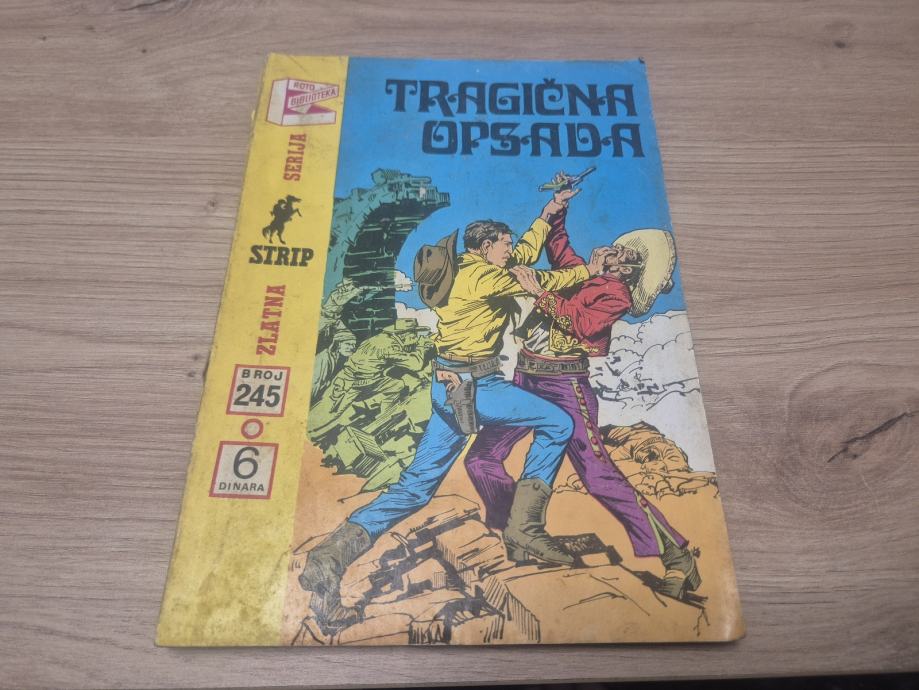 TRAGIČNA
OPSADA
ROTO
BIBLIOTEKA
ZLATNA
STRIP
SERIJA
BROJ
245
6
DINARA